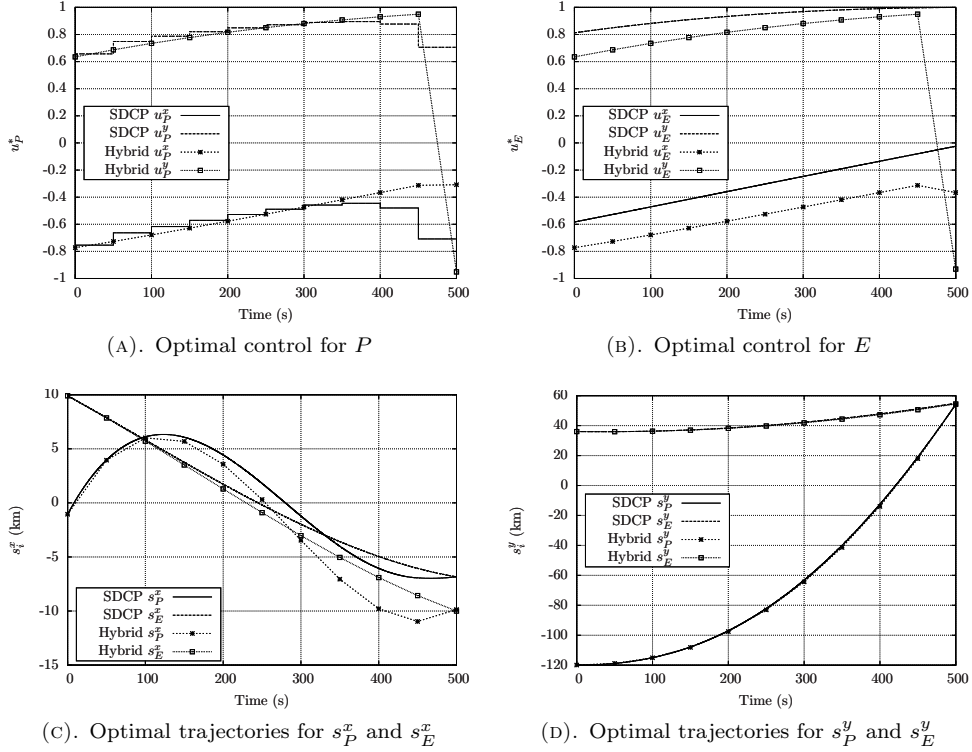 1
0.8
0.6
0.4
0.2
0
-0.2
-0.4
-0.6
-0.8
-1
u*P
SDCP u^x_P
SDCP u^y_P
Hybrid u^x_P
Hybrid u^y_P
0 100 200 300 400 500
Time (s)
(A). Optimal control for P
1
0.8
0.6
0.4
0.2
0
-0.2
-0.4
-0.6
-0.8
-1
u*E
SDCP u^x_E
SDCP u^y_E
Hybrid u^x_E
Hybrid u^y_E
0 100 200 300 400 500
Time (s)
(B). Optimal control for E
10
5
0
-5
-10
-15
s^x_i (km)
SDCP s^x_P
SDCP s^x_E
Hybrid s^x_P
Hybrid s^x_E
0 100 200 300 400 500
Time (s)
(C). Optimal trajectories for s^x_P and s^x_E
60
40
20
0
-20
-40
-60
-80
-100
-120
s^y_i (km)
SDCP s^y_P
SDCP s^y_E
Hybrid s^y_P
Hybrid s^y_E
0 100 200 300 400 500
Time (s)
(D). Optimal trajectories for s^y_P and s^y_E